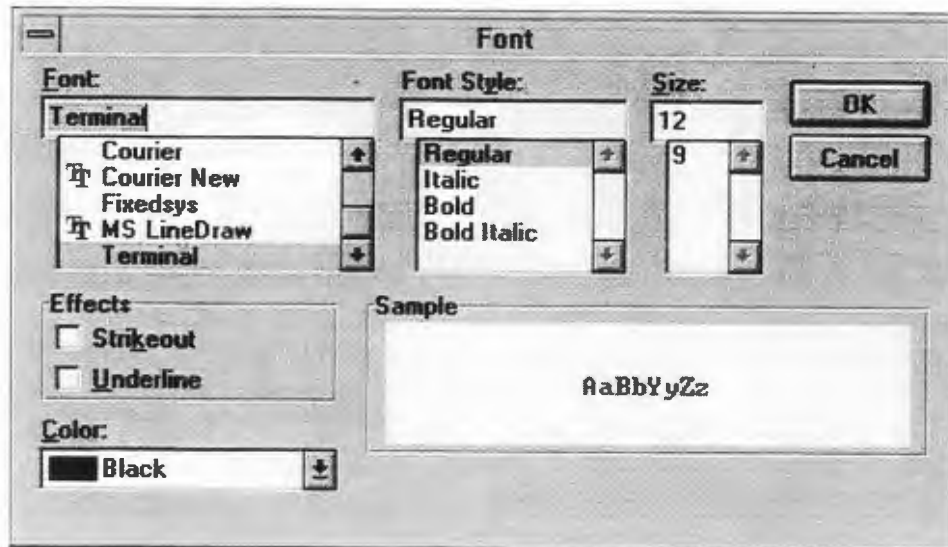 Font
Font:
Terminal
Courier
Courier New
Fixedsys
MS LineDraw
Terminal
Font Style:
Regular
Regular
Italic
Bold
Bold Italic
Size:
12
9
OK
Cancel
Effects
Strikeout
Underline
Color:
Black
Sample
AaBbYyZz